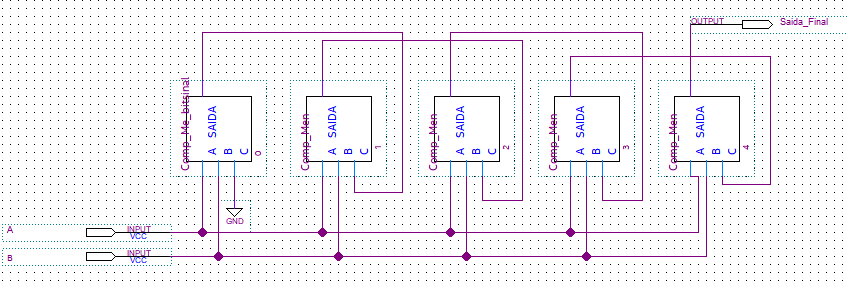 OUTPUT Saida_Final
Comp_Me_bitsinal
SAIDA
A B C
0
Comp_Men
SAIDA
A B C
1
Comp_Men
SAIDA
A B C
2
Comp_Men
SAIDA
A B C
3
Comp_Men
SAIDA
A B C
4
GND
A INPUT
VCC
B INPUT
VCC